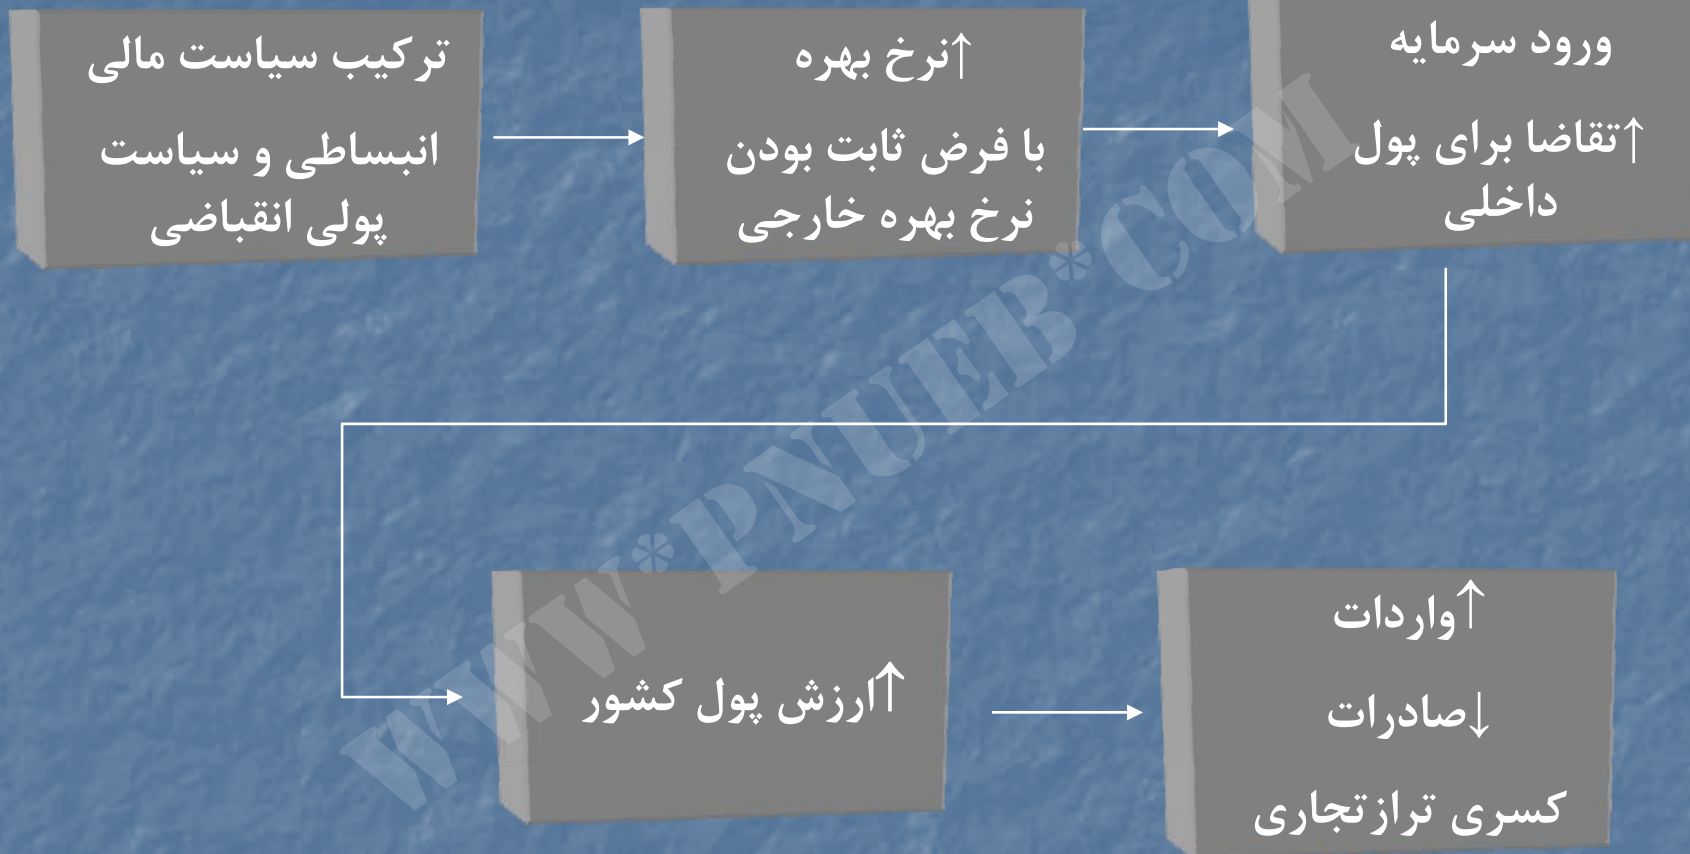 ترکیب سیاست مالی
انبساطی و سیاست
پولی انقباضی
↑نرخ بهره
با فرض ثابت بودن
نرخ بهره خارجی
ورود سرمایه
↑تقاضا برای پول
داخلی
↑ارزش پول کشور
↑واردات
↓صادرات
کسری ترازتجاری
WWW*PNUEB*COM